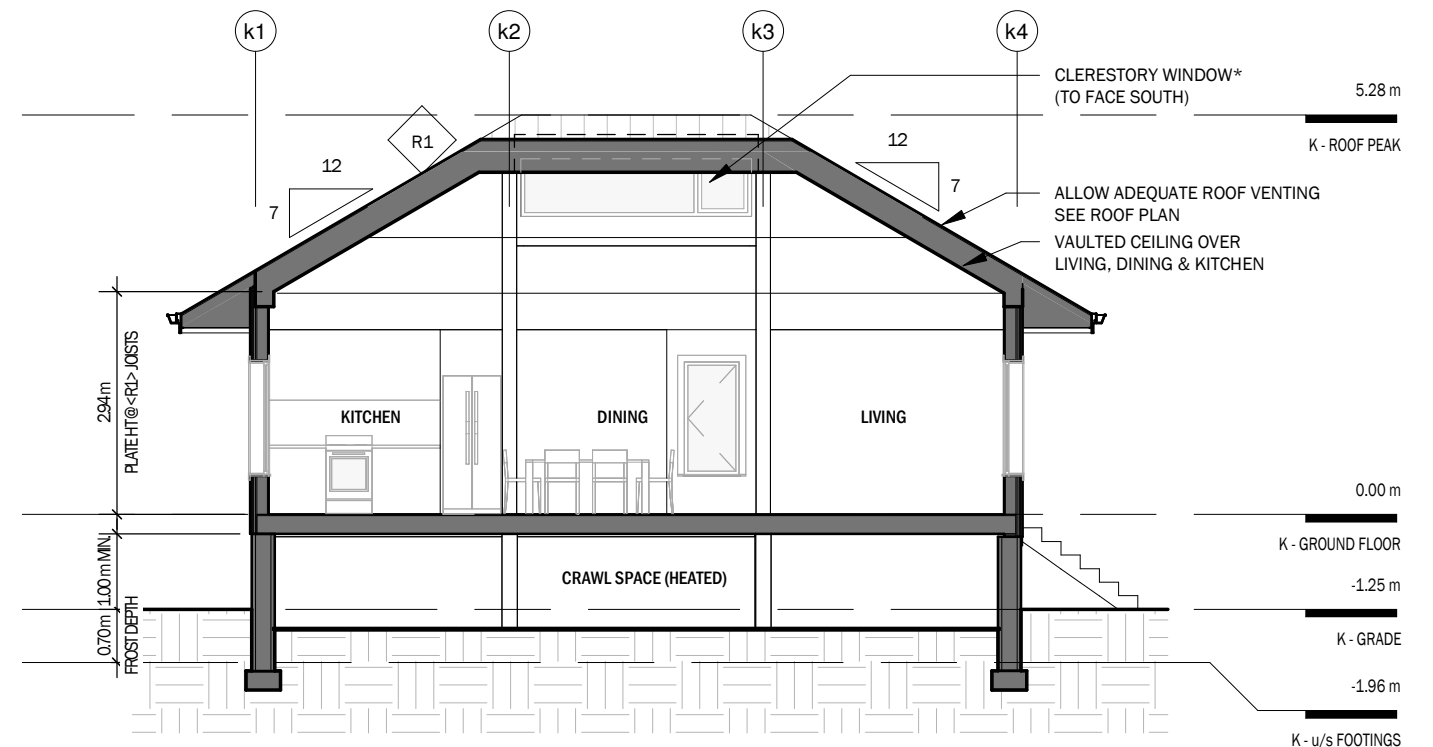 k1
k2
k3
k4
CLERESTORY WINDOW*
(TO FACE SOUTH)
5.28 m
K - ROOF PEAK
R1
12
7
12
7
ALLOW ADEQUATE ROOF VENTING
SEE ROOF PLAN
VAULTED CEILING OVER
LIVING, DINING & KITCHEN
2.94 m
PLATE HT @ <R1> JOISTS
KITCHEN
DINING
LIVING
0.00 m
K - GROUND FLOOR
1.00 m MIN.
CRAWL SPACE (HEATED)
-1.25 m
K - GRADE
0.70 m
FROST DEPTH
-1.96 m
K - u/s FOOTINGS